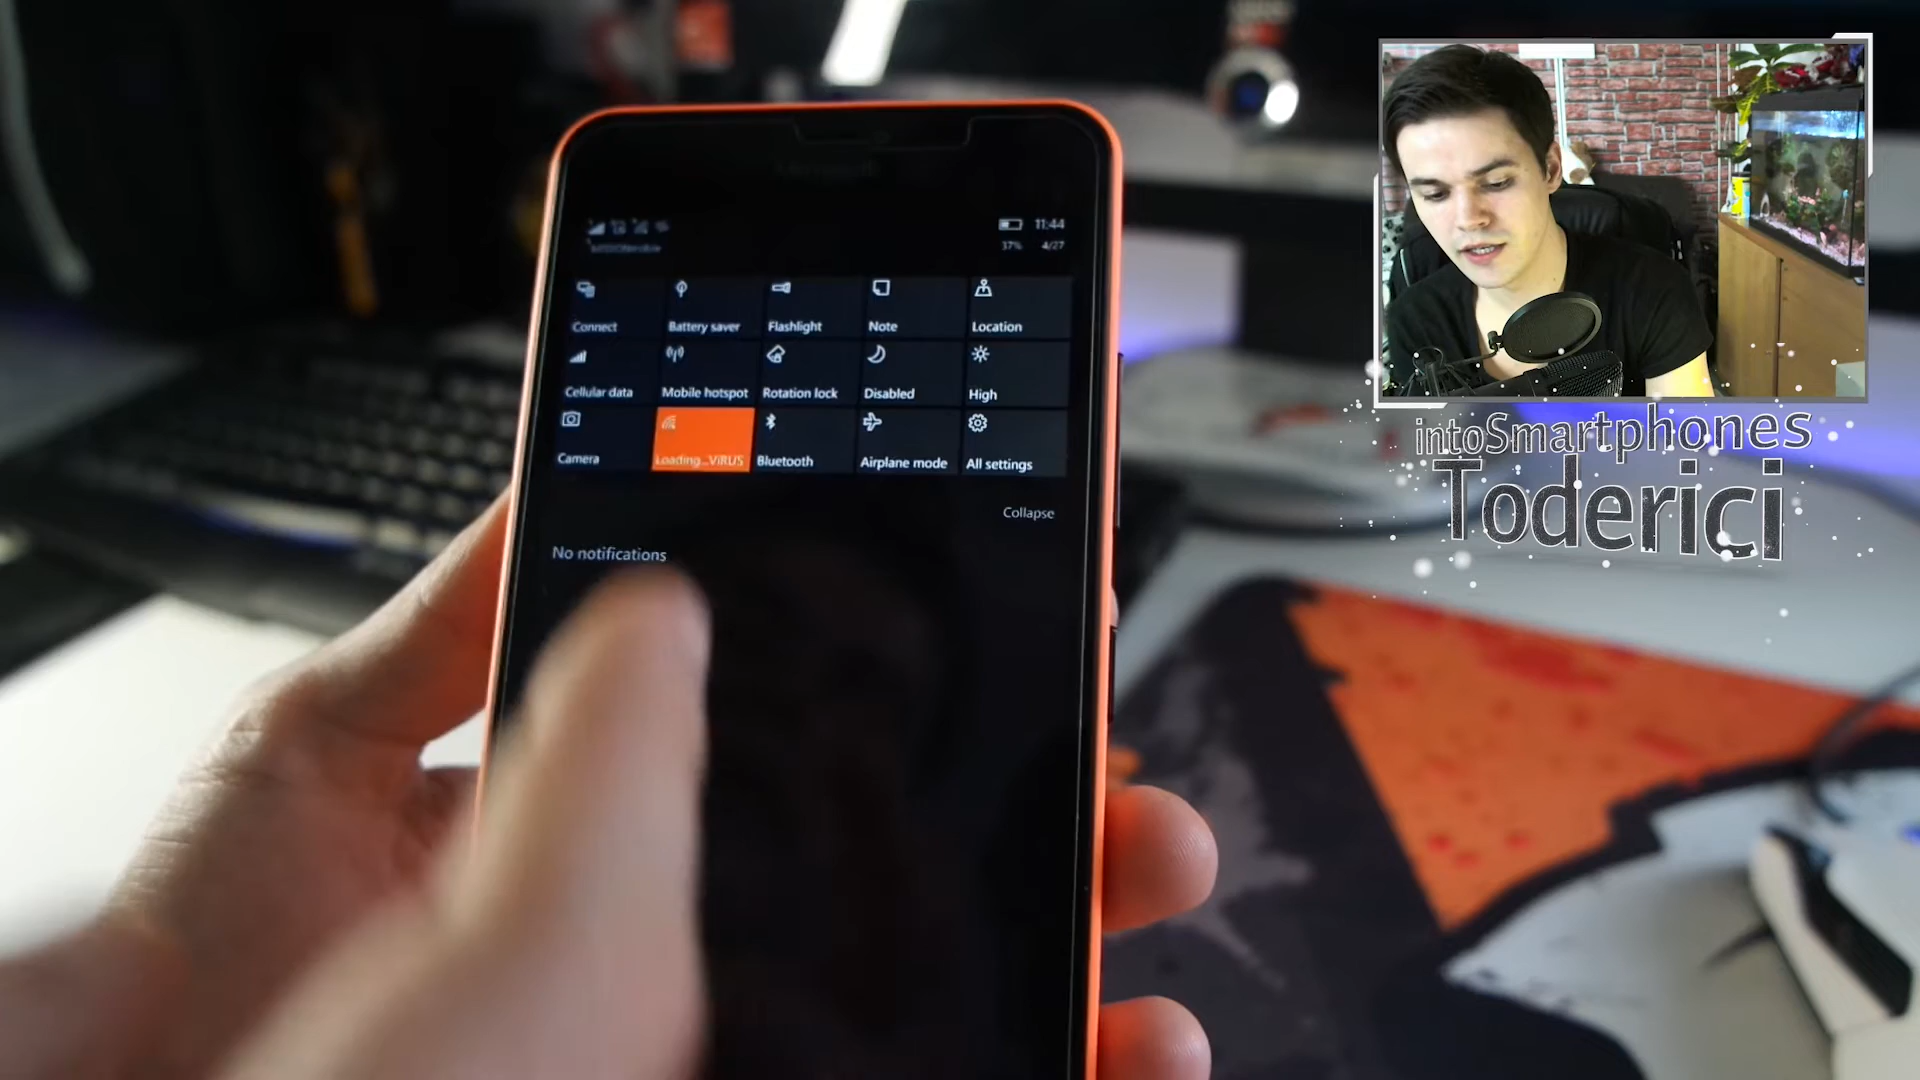 11:44
37% 4/27
Connect Battery saver Flashlight Note Location
Cellular data Mobile hotspot Rotation lock Disabled High
Camera Loading...ViRUS Bluetooth Airplane mode All settings
Collapse
No notifications
intoSmartphones
Toderici